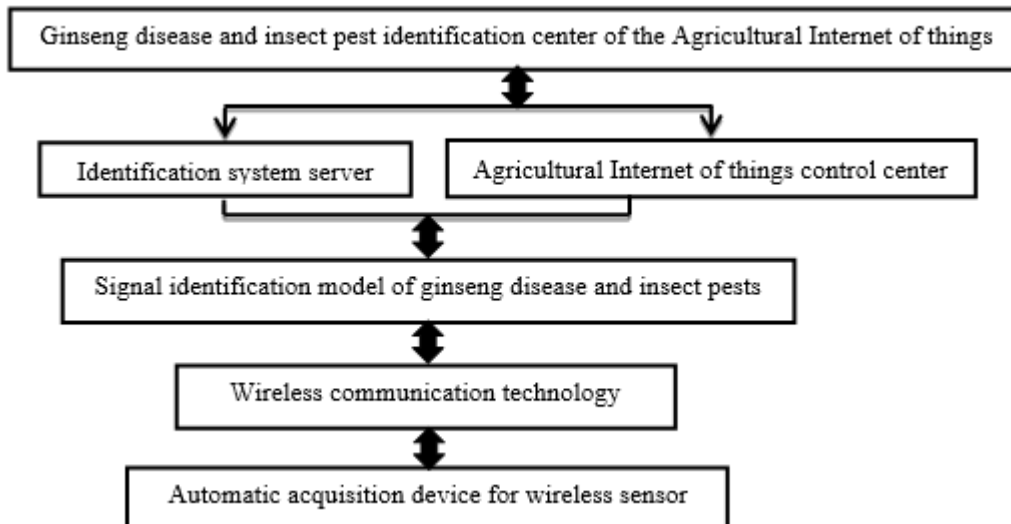 Ginseng disease and insect pest identification center of the Agricultural Internet of things
Identification system server
Agricultural Internet of things control center
Signal identification model of ginseng disease and insect pests
Wireless communication technology
Automatic acquisition device for wireless sensor